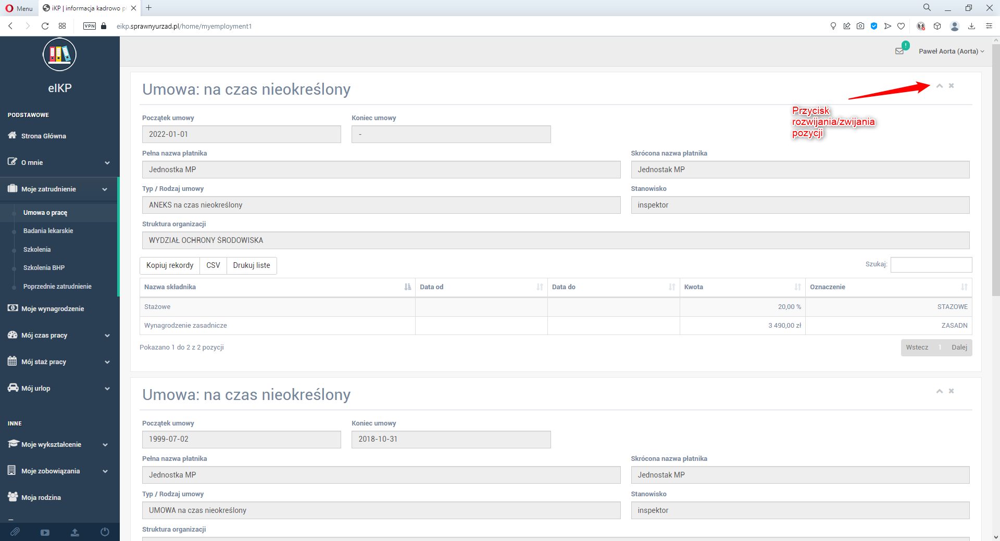 Menu
iKP | informacja kadrowo p
VPN
eikp.sprawnyurzad.pl/home/myemployment1
eIKP
PODSTAWOWE
Strona Główna
O mnie
Moje zatrudnienie
Umowa o pracę
Badania lekarskie
Szkolenia
Szkolenia BHP
Poprzednie zatrudnienie
Moje wynagrodzenie
Mój czas pracy
Mój staż pracy
Mój urlop
INNE
Moje wykształcenie
Moje zobowiązania
Moja rodzina
!
Paweł Aorta (Aorta)
Umowa: na czas nieokreślony
Przycisk
rozwijania/zwijania
pozycji
Początek umowy Koniec umowy
2022-01-01 -
Pełna nazwa płatnika Skrócona nazwa płatnika
Jednostka MP Jednostak MP
Typ / Rodzaj umowy Stanowisko
ANEKS na czas nieokreślony inspektor
Struktura organizacji
WYDZIAŁ OCHRONY ŚRODOWISKA
Kopiuj rekordy CSV Drukuj liste Szukaj:
Nazwa składnika Data od Data do Kwota Oznaczenie
Stażowe 20,00 % STAZOWE
Wynagrodzenie zasadnicze 3 490,00 zł ZASADN
Pokazano 1 do 2 z 2 pozycji Wstecz 1 Dalej
Umowa: na czas nieokreślony
Początek umowy Koniec umowy
1999-07-02 2018-10-31
Pełna nazwa płatnika Skrócona nazwa płatnika
Jednostka MP Jednostak MP
Typ / Rodzaj umowy Stanowisko
UMOWA na czas nieokreślony inspektor
Struktura organizacji